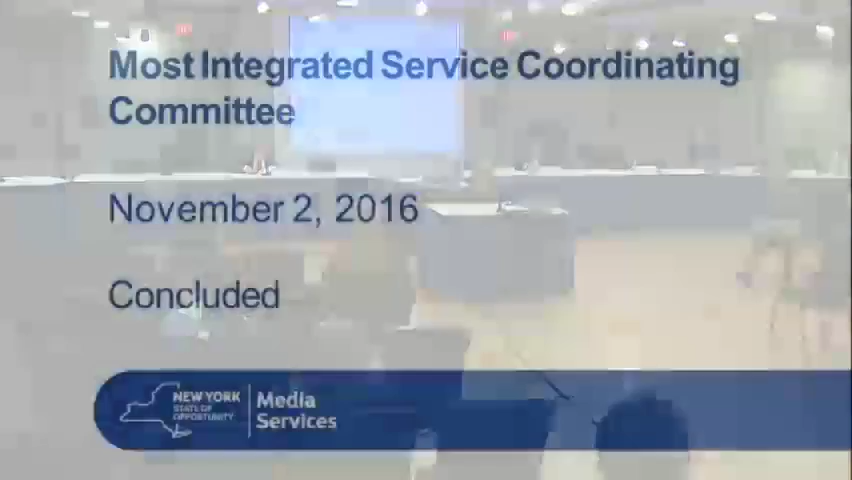 Most Integrated Service Coordinating
Committee
November 2, 2016
Concluded
NEW YORK
STATE OF
OPPORTUNITY
Media
Services